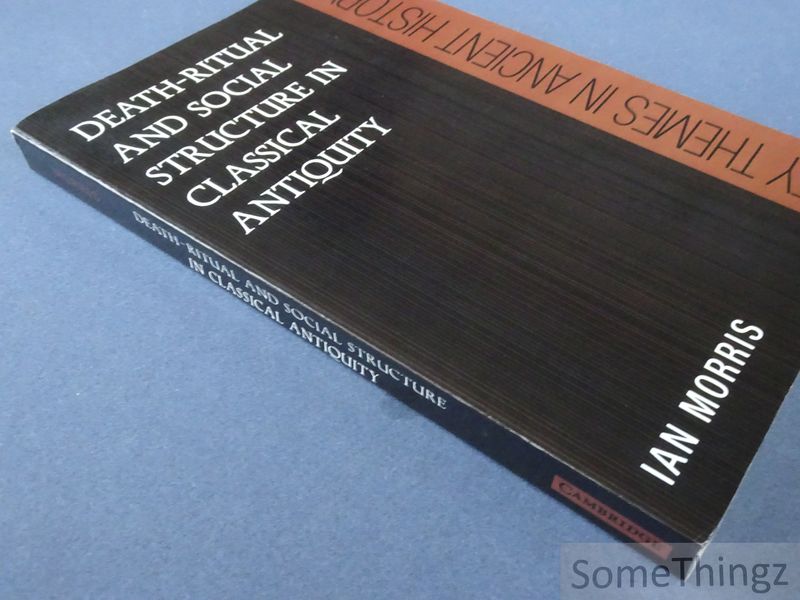 DEATH-RITUAL
AND SOCIAL
STRUCTURE IN
CLASSICAL
ANTIQUITY
Y THEMES IN ANCIENT HISTORY
IAN MORRIS
DEATH-RITUAL AND SOCIAL STRUCTURE
IN CLASSICAL ANTIQUITY
CAMBRIDGE
SomeThingz